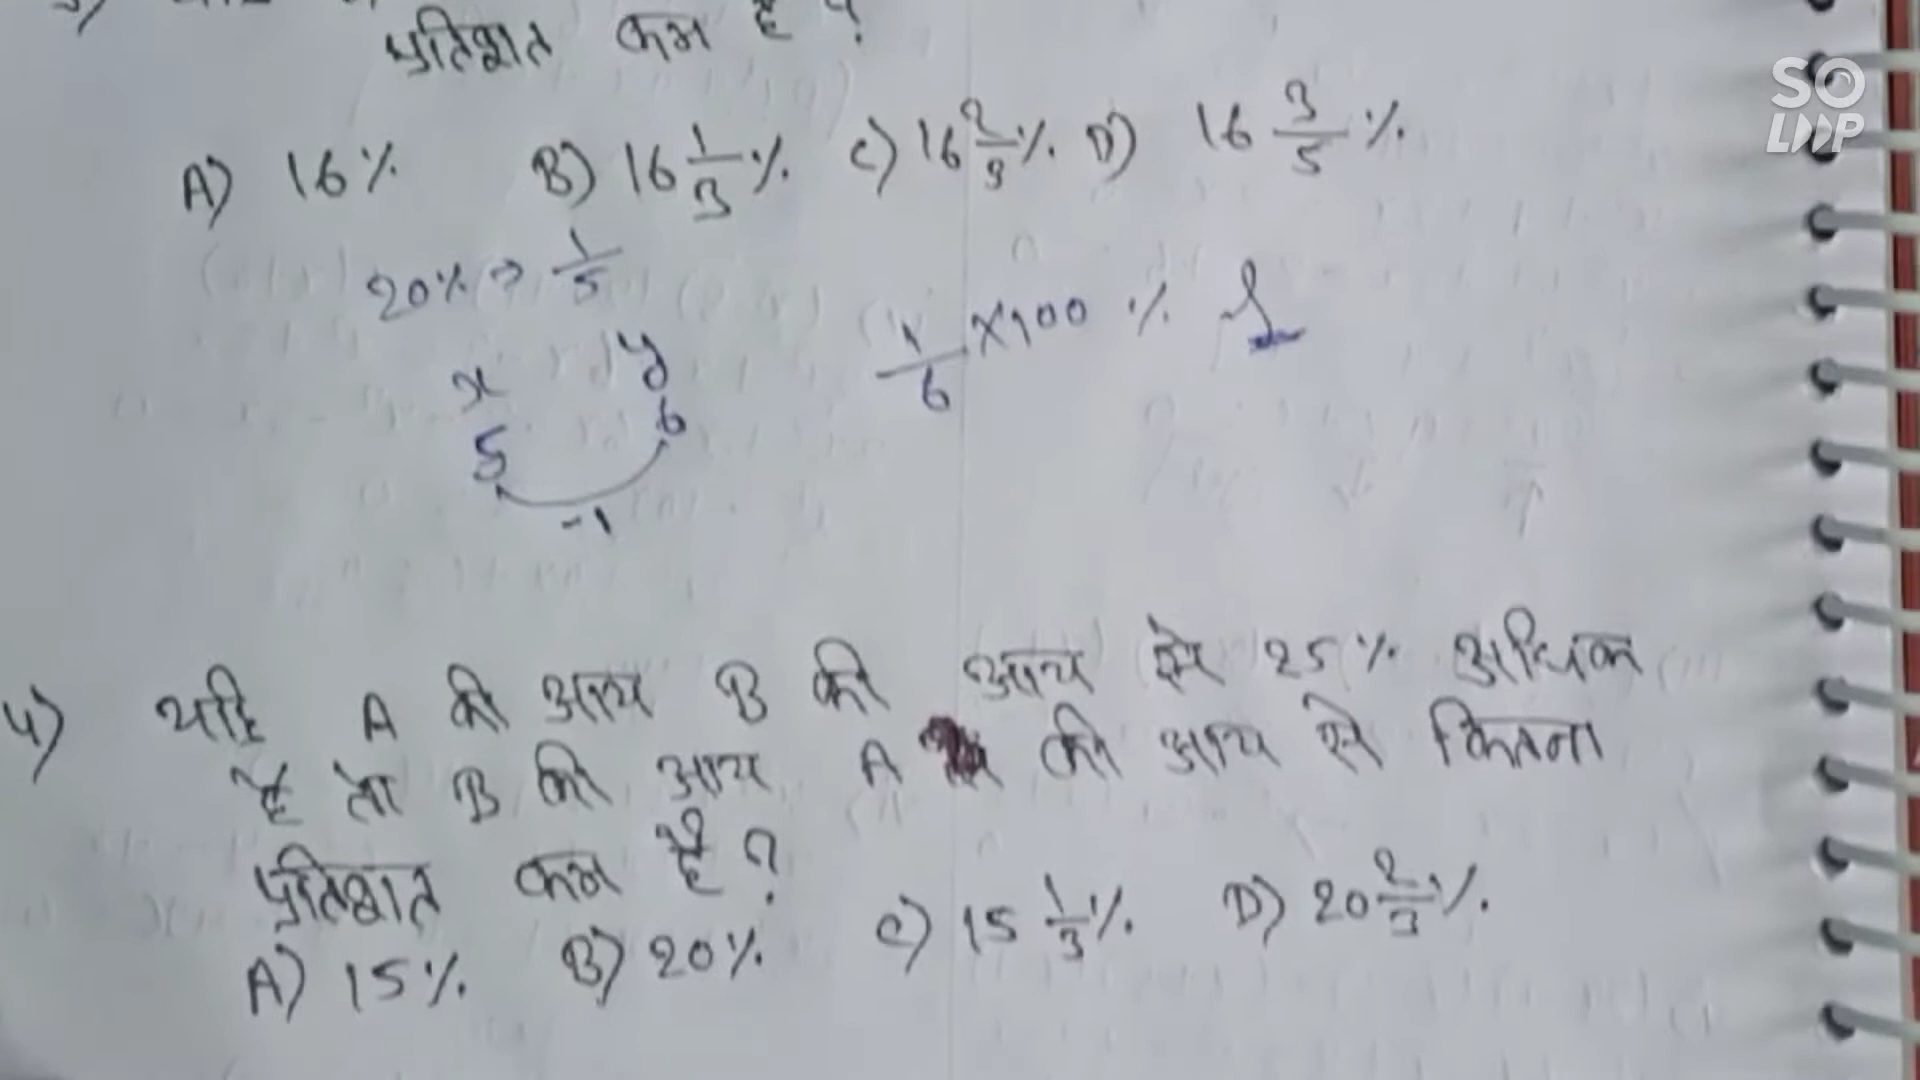 प्रतिशत कम है ?
SO
LOOP
A) 16% B) 16 1/3 % C) 16 2/3 % D) 16 3/5 %
20% → 1/5
1/6 ×100 %
x y
5 6
-1
4) यदि A की आय B की आय से 25% अधिक
है तो B की आय A की आय से कितना
प्रतिशत कम है ?
A) 15% B) 20% C) 15 1/3 % D) 20 2/3 %